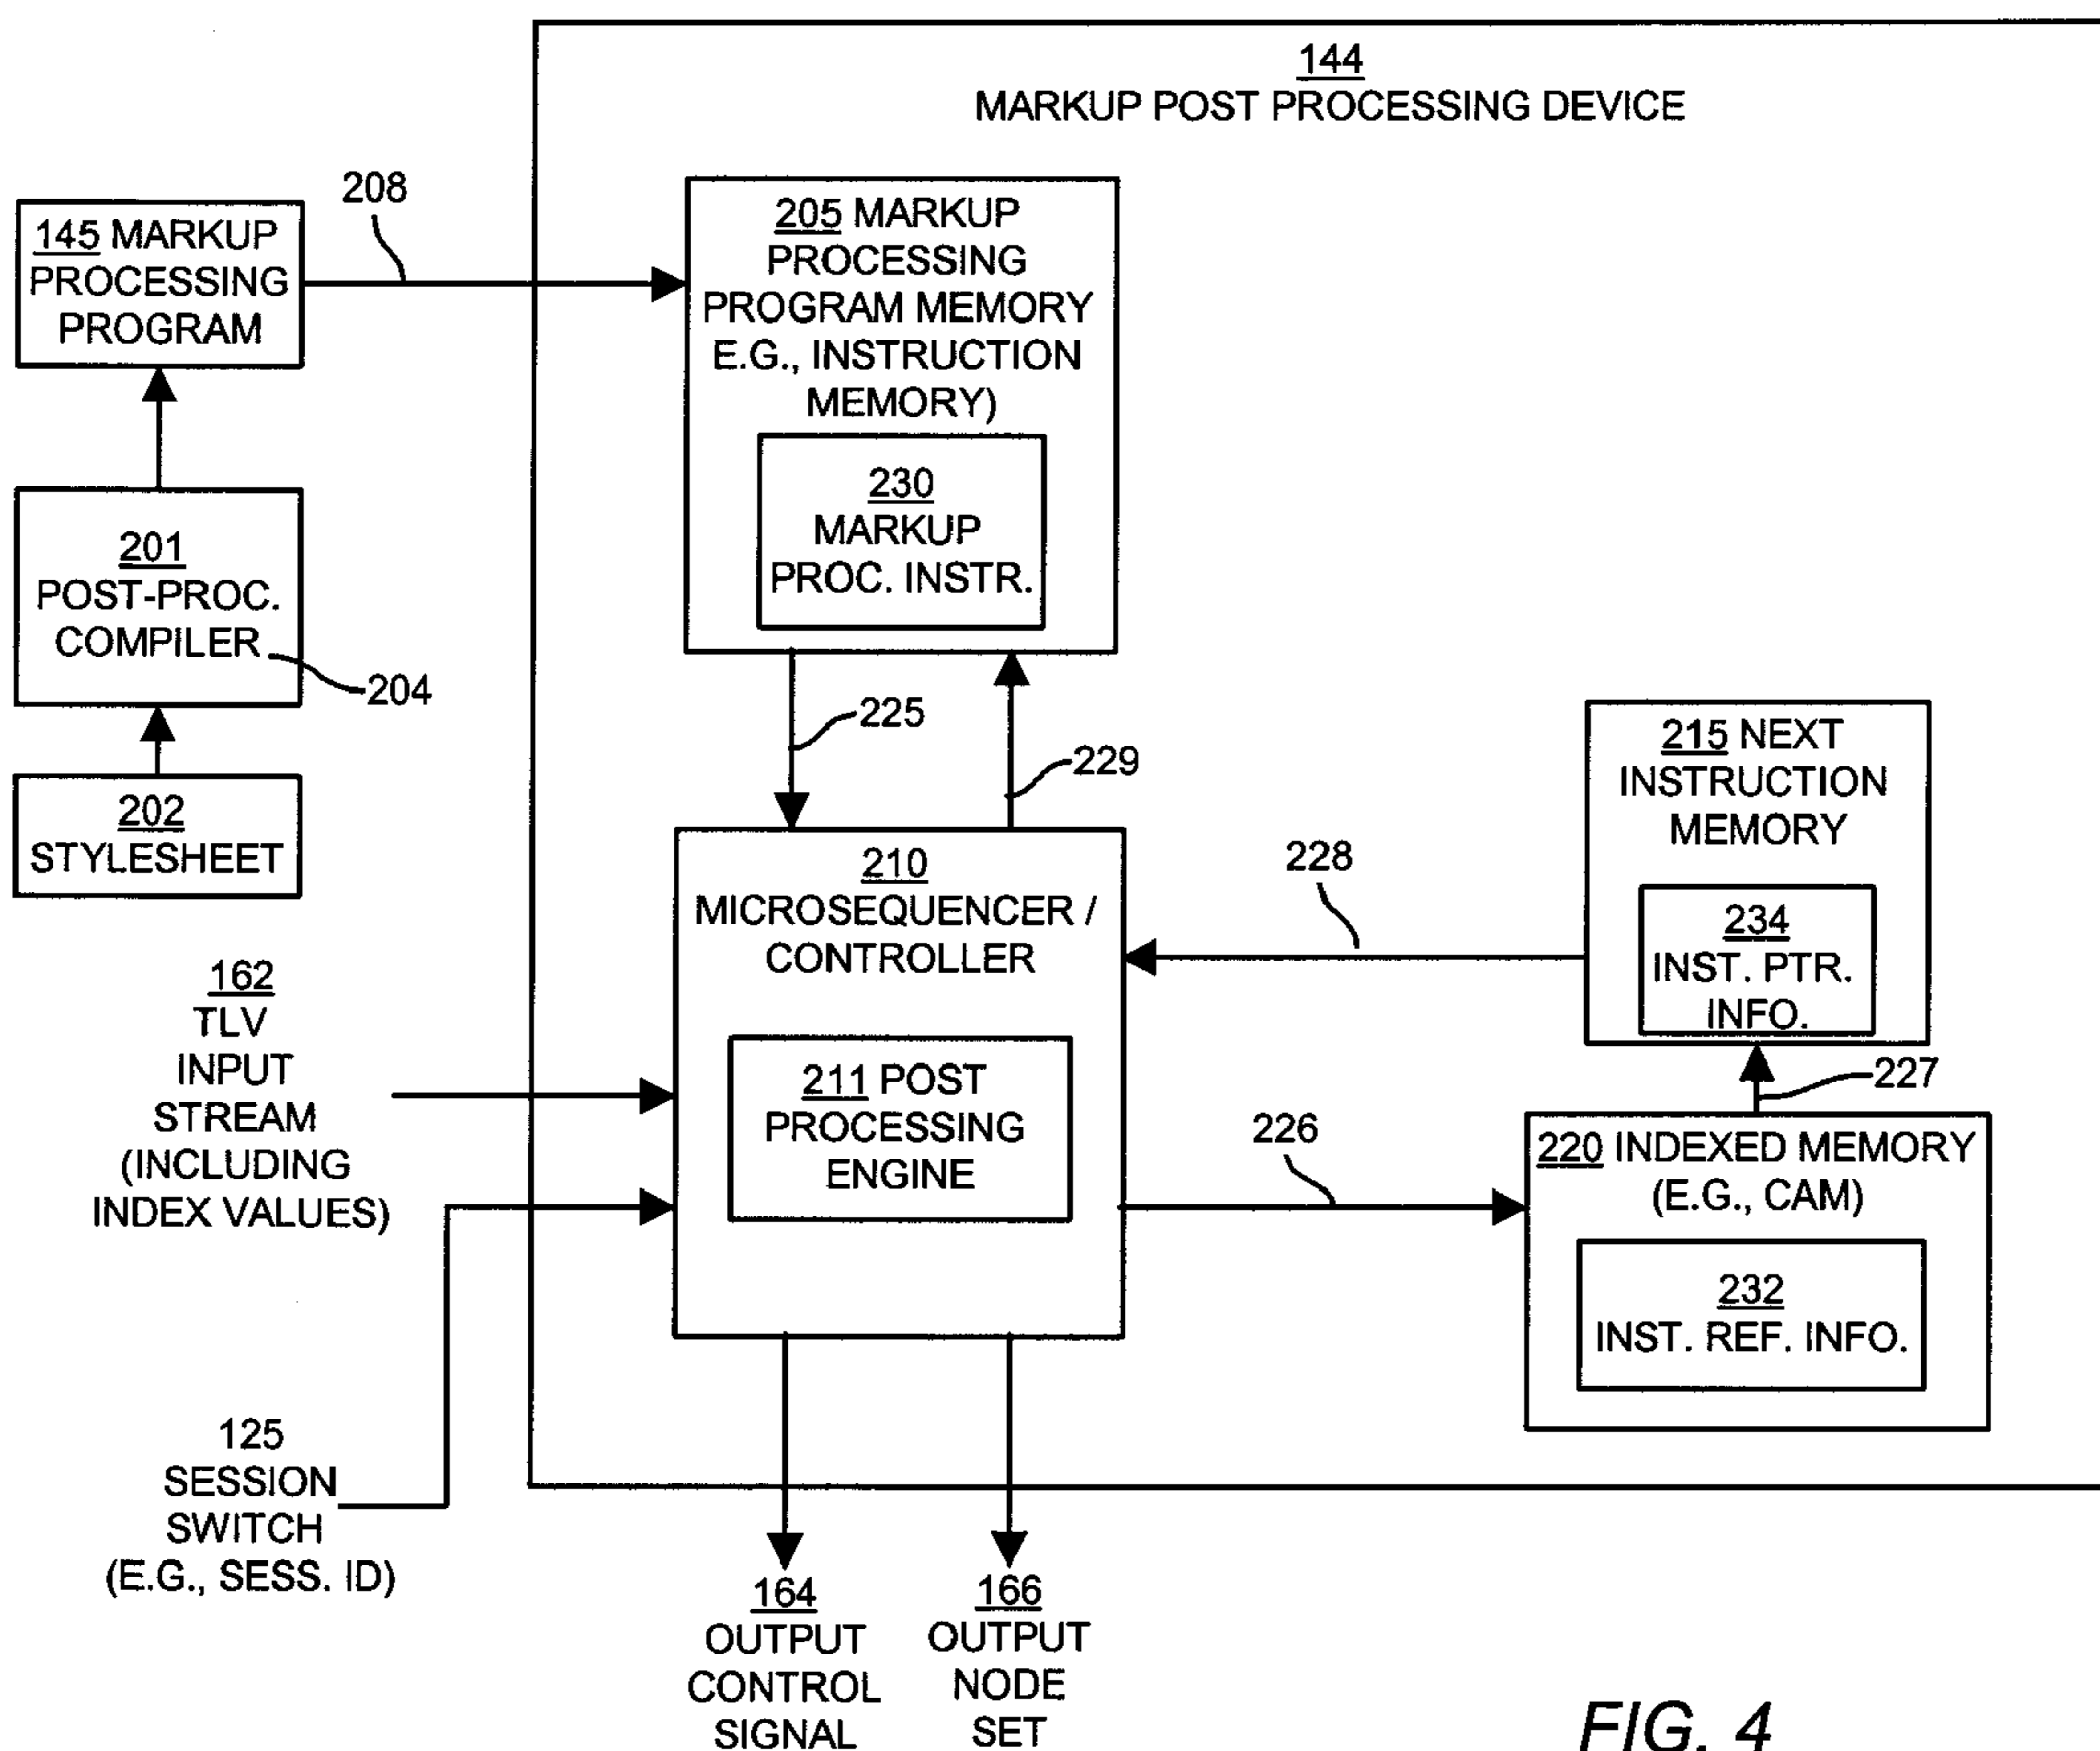 144
MARKUP POST PROCESSING DEVICE
208
145 MARKUP
PROCESSING
PROGRAM
205 MARKUP
PROCESSING
PROGRAM MEMORY
E.G., INSTRUCTION
MEMORY)
230
MARKUP
PROC. INSTR.
201
POST-PROC.
COMPILER
204
202
STYLESHEET
225
229
215 NEXT
INSTRUCTION
MEMORY
234
INST. PTR.
INFO.
228
210
MICROSEQUENCER /
CONTROLLER
211 POST
PROCESSING
ENGINE
162
TLV
INPUT
STREAM
(INCLUDING
INDEX VALUES)
227
226
220 INDEXED MEMORY
(E.G., CAM)
232
INST. REF. INFO.
125
SESSION
SWITCH
(E.G., SESS. ID)
164
OUTPUT
CONTROL
SIGNAL
166
OUTPUT
NODE
SET
FIG. 4